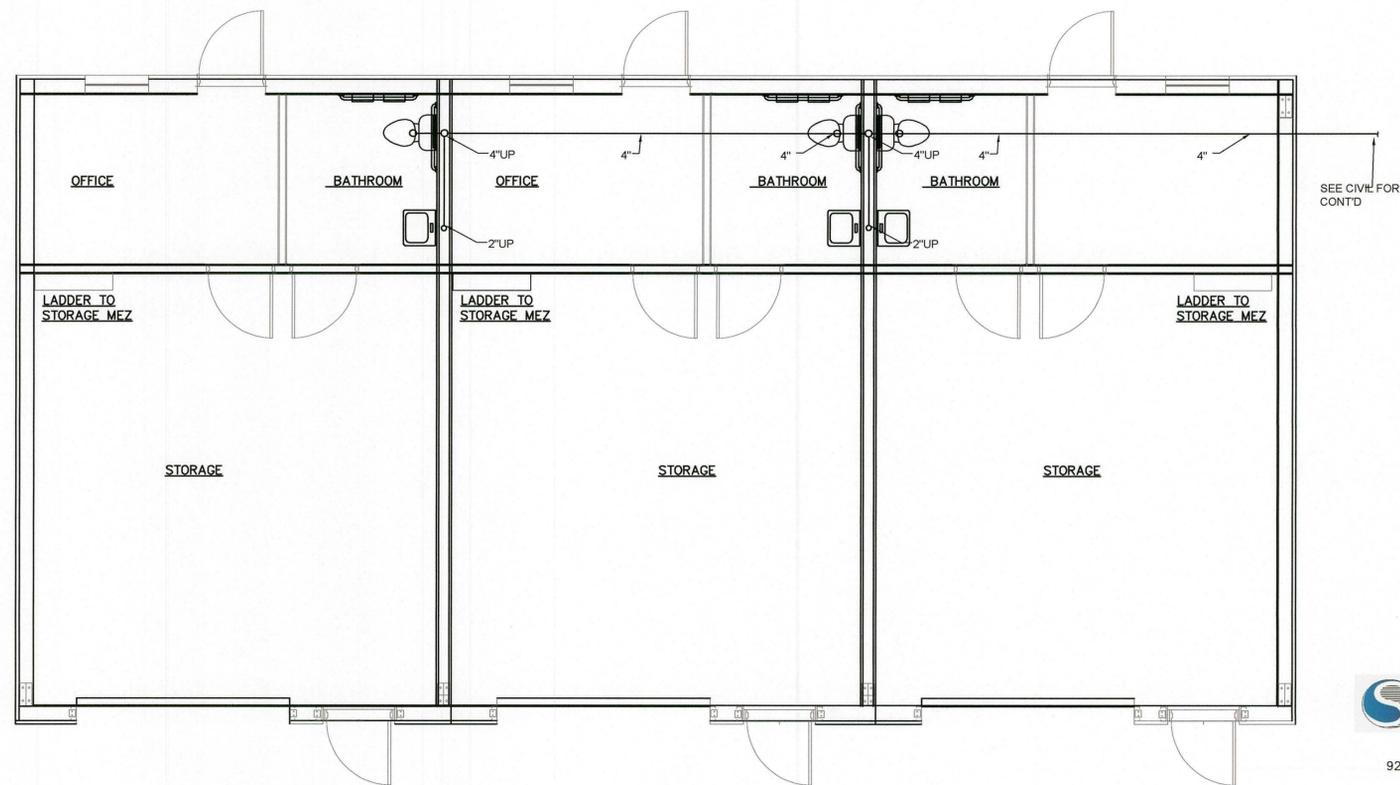 4"UP
4"
4"
4"UP
4"
4"
OFFICE
BATHROOM
OFFICE
BATHROOM
BATHROOM
SEE CIVIL FOR
CONT'D
2"UP
2"UP
LADDER TO
STORAGE MEZ
LADDER TO
STORAGE MEZ
LADDER TO
STORAGE MEZ
STORAGE
STORAGE
STORAGE
92